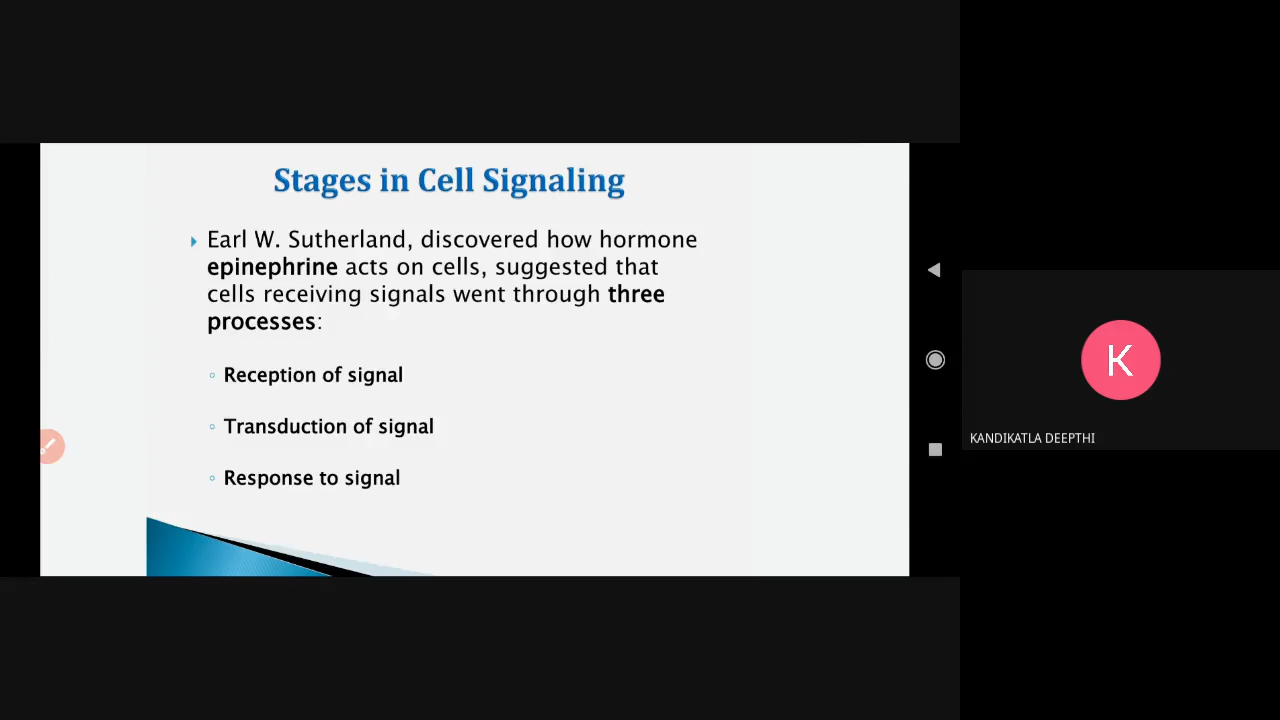 Stages in Cell Signaling
Earl W. Sutherland, discovered how hormone
epinephrine acts on cells, suggested that
cells receiving signals went through three
processes:
Reception of signal
Transduction of signal
Response to signal
K
KANDIKATLA DEEPTHI